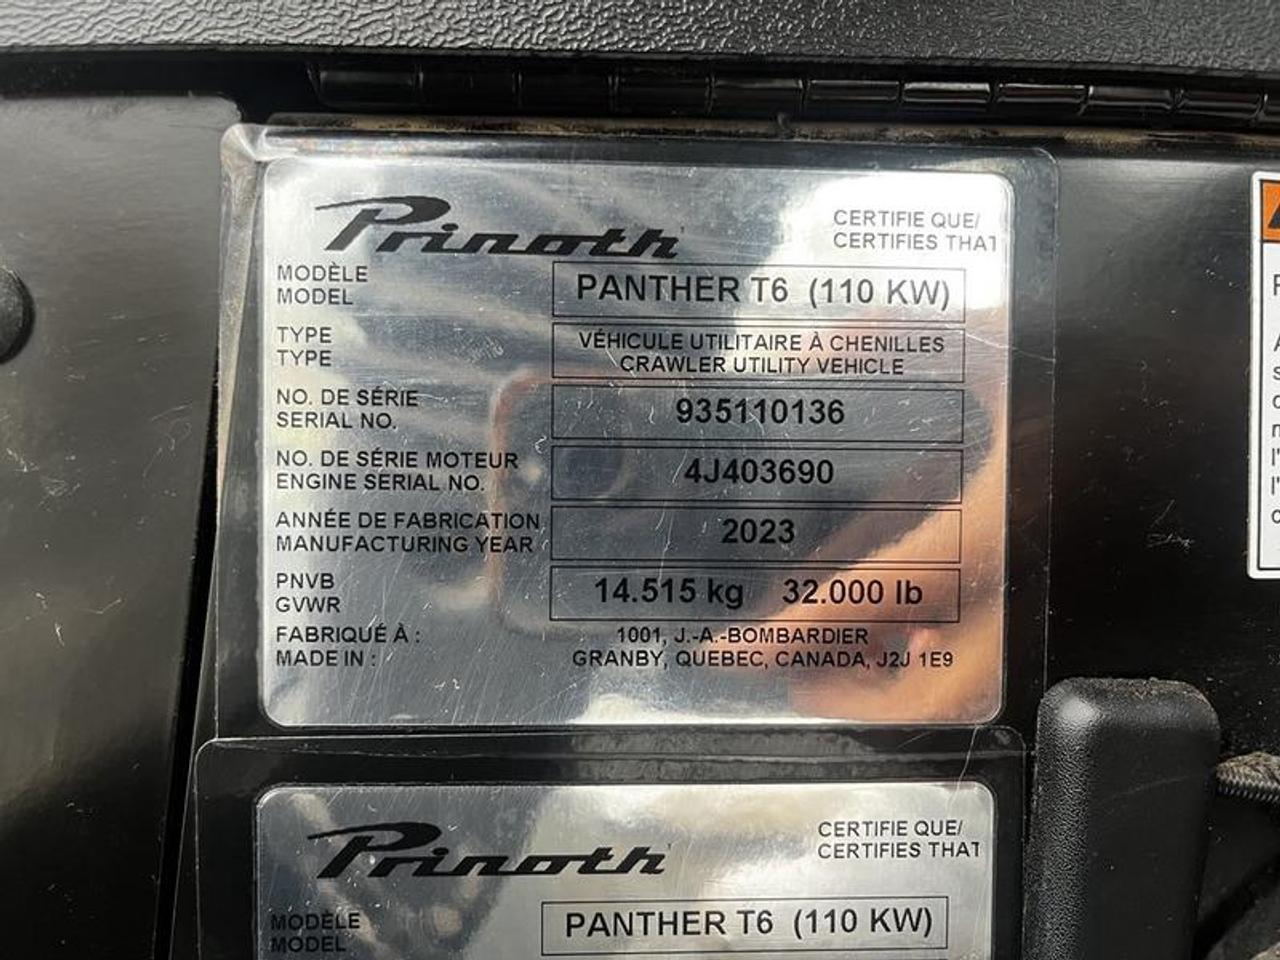 Prinoth
CERTIFIE QUE/
CERTIFIES THAT
MODÈLE
MODEL
PANTHER T6 (110 KW)
TYPE
TYPE
VÉHICULE UTILITAIRE À CHENILLES
CRAWLER UTILITY VEHICLE
NO. DE SÉRIE
SERIAL NO.
935110136
NO. DE SÉRIE MOTEUR
ENGINE SERIAL NO.
4J403690
ANNÉE DE FABRICATION
MANUFACTURING YEAR
2023
PNVB
GVWR
14.515 kg 32.000 lb
FABRIQUÉ À :
MADE IN :
1001, J.-A.-BOMBARDIER
GRANBY, QUEBEC, CANADA, J2J 1E9
Prinoth
CERTIFIE QUE/
CERTIFIES THAT
MODÈLE
MODEL
PANTHER T6 (110 KW)